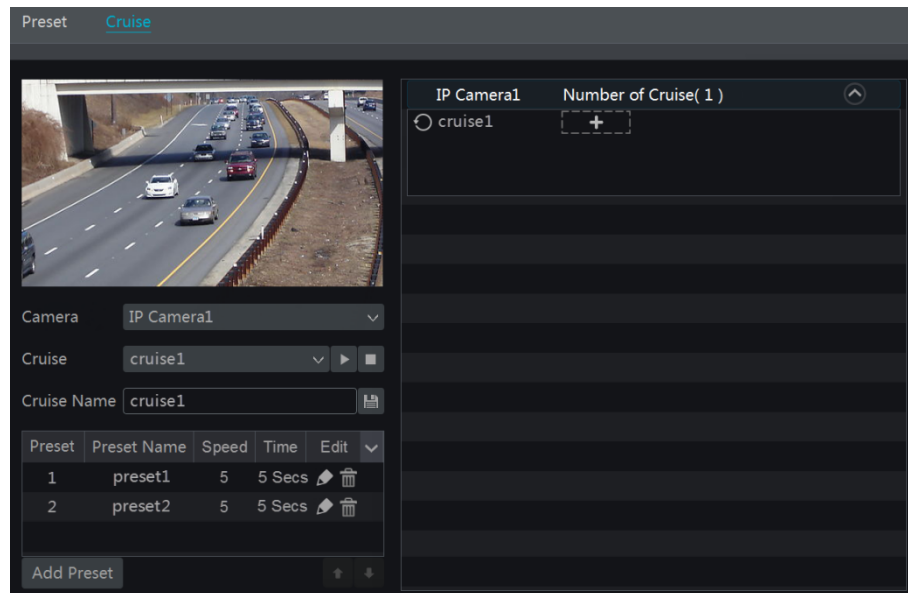 Preset Cruise
IP Camera1 Number of Cruise( 1 )
cruise1
Camera IP Camera1
Cruise cruise1
Cruise Name cruise1
Preset Preset Name Speed Time Edit
1 preset1 5 5 Secs
2 preset2 5 5 Secs
Add Preset